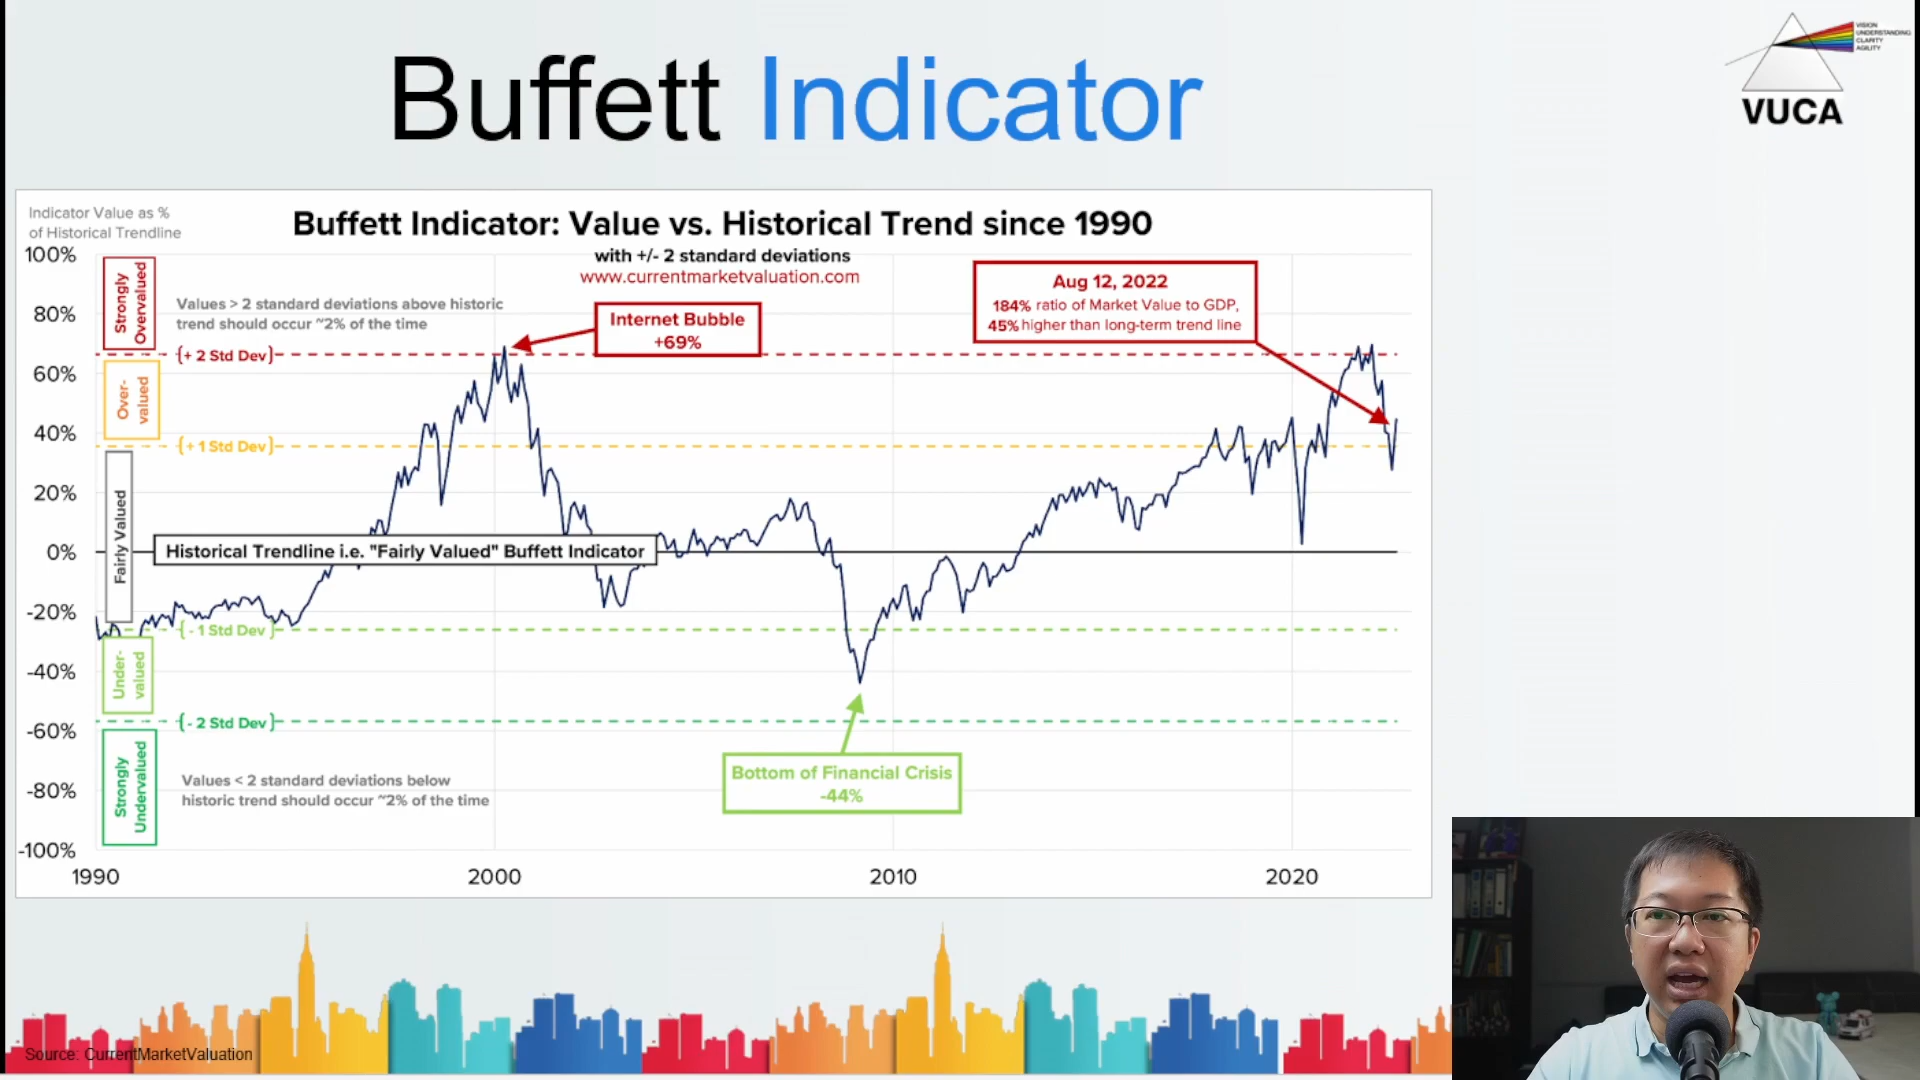 Buffett Indicator
VISION
UNDERSTANDING
CLARITY
AGILITY
VUCA
Indicator Value as %
of Historical Trendline
Buffett Indicator: Value vs. Historical Trend since 1990
with +/- 2 standard deviations
www.currentmarketvaluation.com
100%
80%
60%
40%
20%
0%
-20%
-40%
-60%
-80%
-100%
Strongly
Overvalued
Over-
valued
Fairly Valued
Under-
valued
Strongly
Undervalued
Values > 2 standard deviations above historic
trend should occur ~2% of the time
(+ 2 Std Dev)
(+ 1 Std Dev)
Historical Trendline i.e. "Fairly Valued" Buffett Indicator
(- 1 Std Dev)
(- 2 Std Dev)
Values < 2 standard deviations below
historic trend should occur ~2% of the time
Internet Bubble
+69%
Aug 12, 2022
184% ratio of Market Value to GDP,
45% higher than long-term trend line
Bottom of Financial Crisis
-44%
1990
2000
2010
2020
Source: CurrentMarketValuation